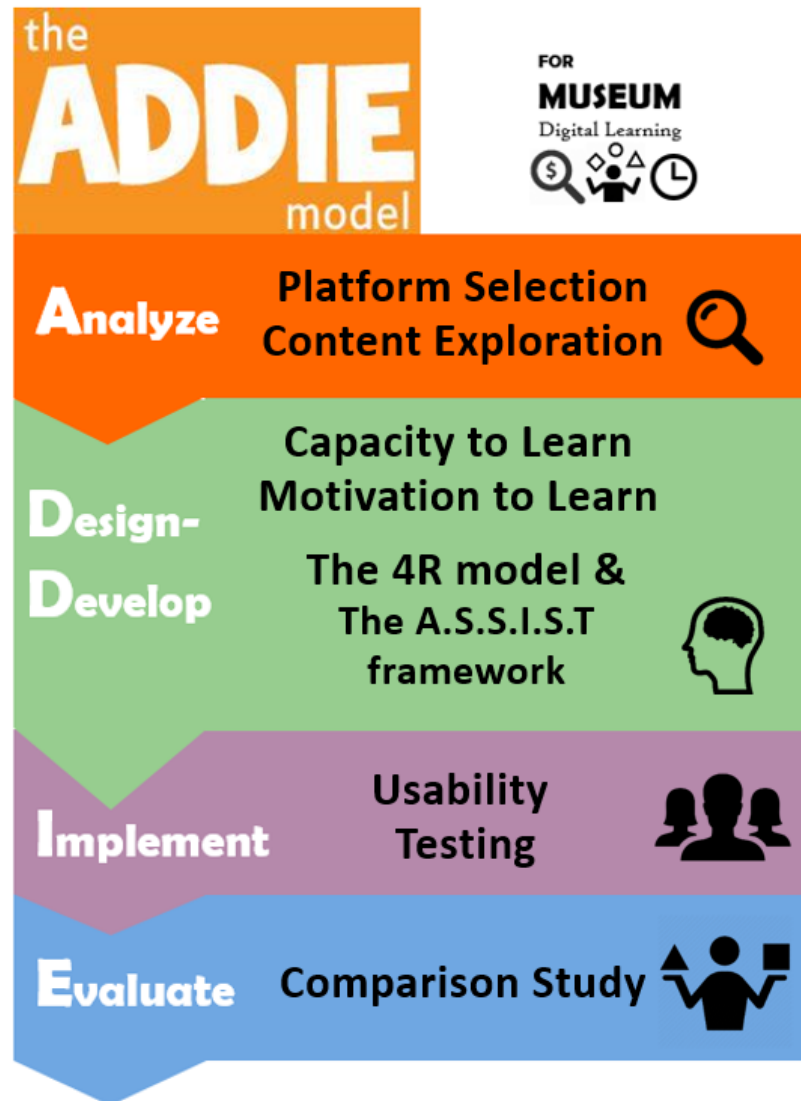 the
ADDIE
model
FOR
MUSEUM
Digital Learning
$
Analyze
Platform Selection
Content Exploration
Design-
Develop
Capacity to Learn
Motivation to Learn
The 4R model &
The A.S.S.I.S.T
framework
Implement
Usability
Testing
Evaluate
Comparison Study